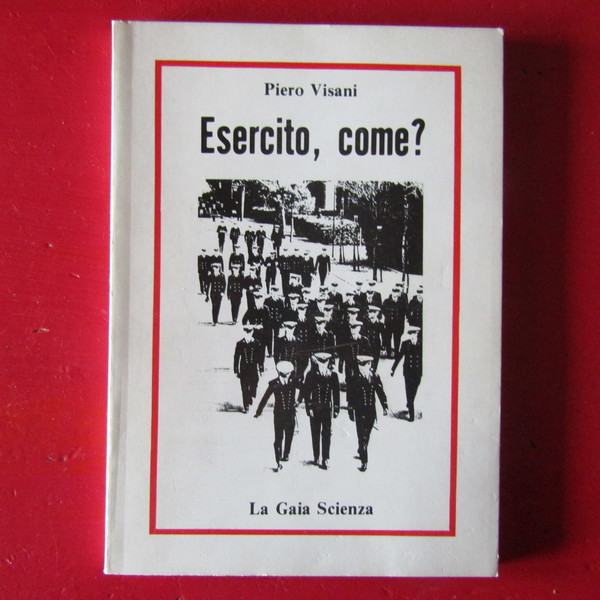 Piero Visani
Esercito, come?
La Gaia Scienza